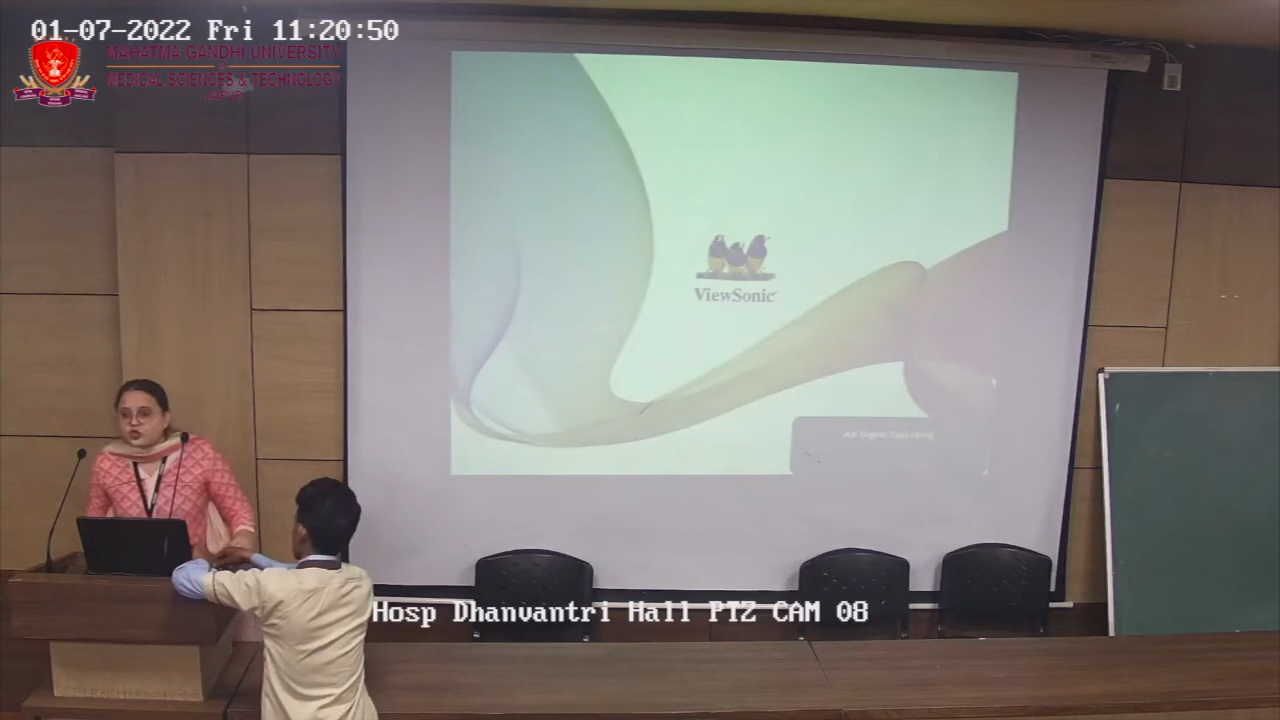 01-07-2022 Fri 11:20:50
MAHATMA GANDHI UNIVERSITY
MEDICAL SCIENCES & TECHNOLOGY
JAIPUR
ViewSonic
Hosp Dhanvantri Hall PTZ CAM 08